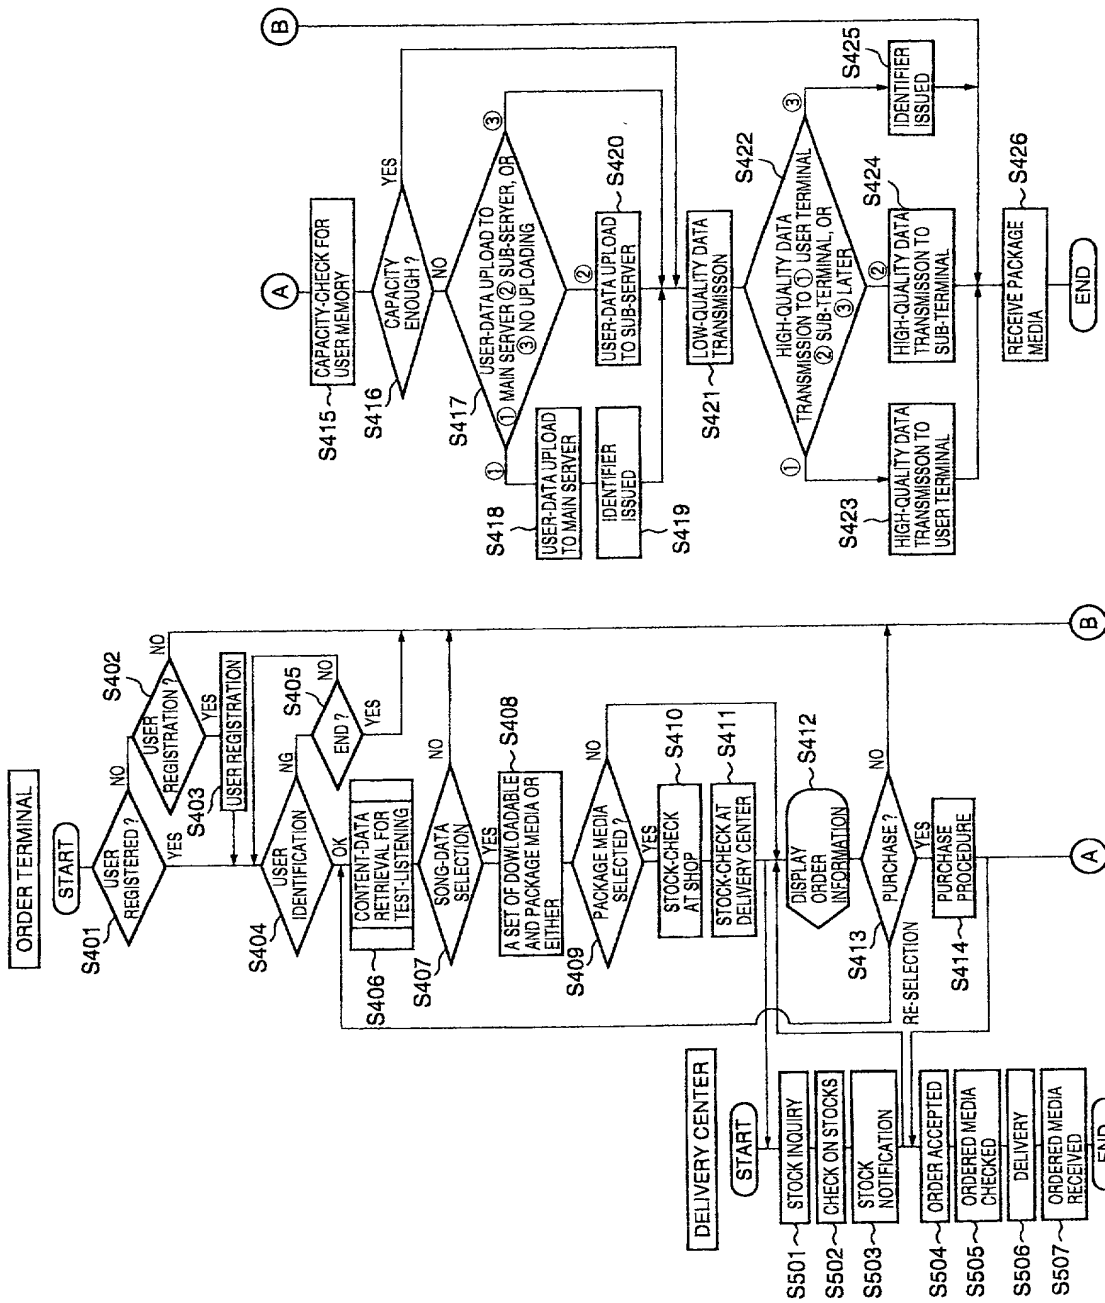 ORDER TERMINAL
START
S401
USER
REGISTERED ?
NO
YES
S402
USER
REGISTRATION ?
NO
YES
S403
USER REGISTRATION
S404
USER
IDENTIFICATION
NG
OK
S405
END ?
NO
YES
S406
CONTENT-DATA
RETRIEVAL FOR
TEST-LISTENING
S407
SONG-DATA
SELECTION
NO
YES
S408
A SET OF DOWLOADABLE
AND PACKAGE MEDIA OR
EITHER
S409
PACKAGE MEDIA
SELECTED ?
NO
YES
S410
STOCK-CHECK
AT SHOP
S411
STOCK-CHECK AT
DELIVERY CENTER
S412
DISPLAY
ORDER
INFORMATION
S413
PURCHASE ?
NO
YES
RE-SELECTION
S414
PURCHASE
PROCEDURE
A
B
DELIVERY CENTER
START
S501
STOCK INQUIRY
S502
CHECK ON STOCKS
S503
STOCK
NOTIFICATION
S504
ORDER ACCEPTED
S505
ORDERED MEDIA
CHECKED
S506
DELIVERY
S507
ORDERED MEDIA
RECEIVED
END
A
B
S415
CAPACITY-CHECK FOR
USER MEMORY
S416
CAPACITY
ENOUGH ?
YES
NO
S417
USER-DATA UPLOAD TO
① MAIN SERVER ② SUB-SERVER, OR
③ NO UPLOADING
①
②
③
S418
USER-DATA UPLOAD
TO MAIN SERVER
S419
IDENTIFIER
ISSUED
S420
USER-DATA UPLOAD
TO SUB-SERVER
S421
LOW-QUALITY DATA
TRANSMISSON
S422
HIGH-QUALITY DATA
TRANSMISSION TO ① USER TERMINAL
② SUB-TERMINAL, OR
③ LATER
①
②
③
S423
HIGH-QUALITY DATA
TRANSMISSON TO
USER TERMINAL
S424
HIGH-QUALITY DATA
TRANSMISSON TO
SUB-TERMINAL
S425
IDENTIFIER
ISSUED
S426
RECEIVE PACKAGE
MEDIA
END